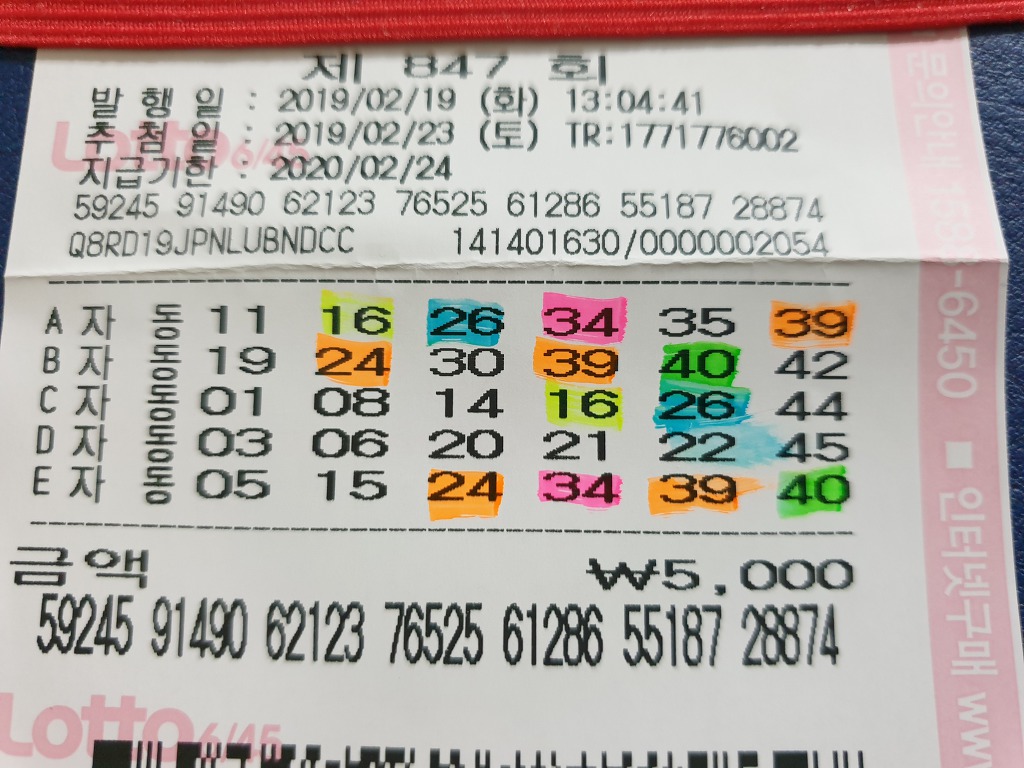 제 847 회
발 행 일 : 2019/02/19 (화) 13:04:41
추 첨 일 : 2019/02/23 (토) TR:1771776002
지급기한 : 2020/02/24
59245 91490 62123 76525 61286 55187 28874
Q8RD19JPNLUBNDCC 141401630/0000002054
A 자 동 11 16 26 34 35 39
B 자 동 19 24 30 39 40 42
C 자 동 01 08 14 16 26 44
D 자 동 03 06 20 21 22 45
E 자 동 05 15 24 34 39 40
금액 ₩5,000
59245 91490 62123 76525 61286 55187 28874
Lotto 6/45
Lotto 6/45
-6450 ■ 인터넷구매 www